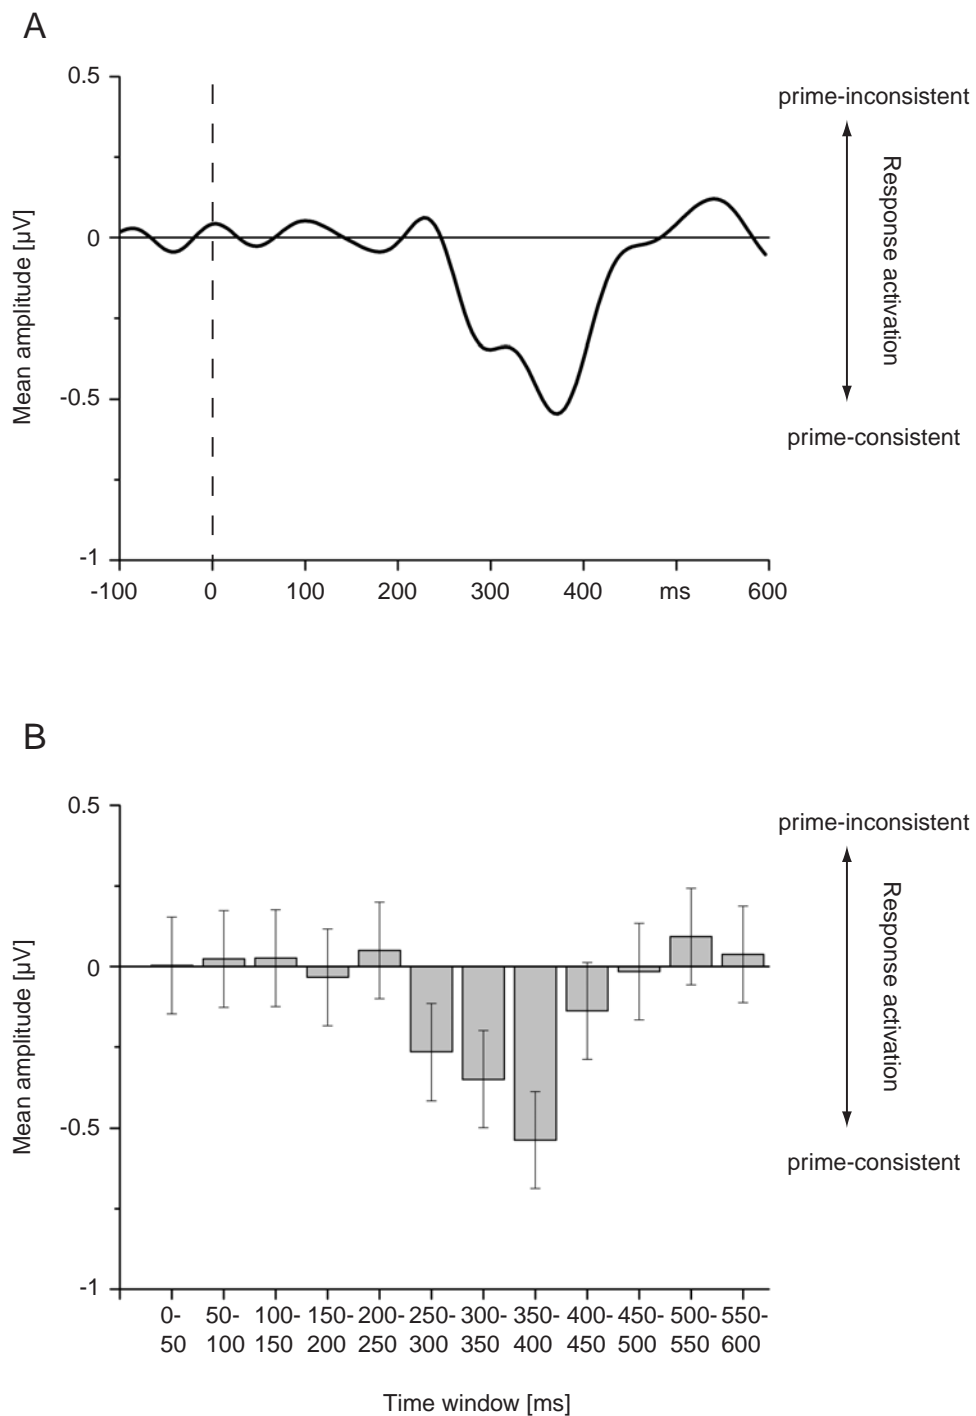 A
0.5
prime-inconsistent
0
Mean amplitude [µV]
Response activation
-0.5
prime-consistent
-1
-100 0 100 200 300 400 ms 600
B
0.5
prime-inconsistent
0
Mean amplitude [µV]
Response activation
-0.5
prime-consistent
-1
0- 50- 100- 150- 200- 250- 300- 350- 400- 450- 500- 550-
50 100 150 200 250 300 350 400 450 500 550 600
Time window [ms]